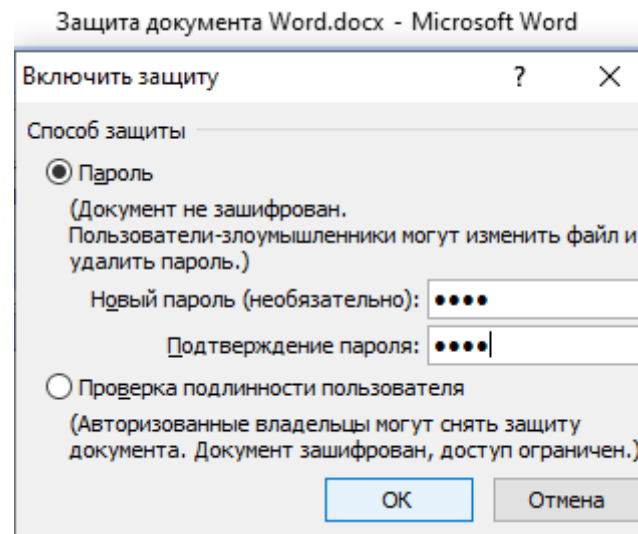 Защита документа Word.docx - Microsoft Word
Включить защиту ? ×
Способ защиты
Пароль
(Документ не зашифрован.
Пользователи-злоумышленники могут изменить файл и
удалить пароль.)
Новый пароль (необязательно): ••••
Подтверждение пароля: ••••
Проверка подлинности пользователя
(Авторизованные владельцы могут снять защиту
документа. Документ зашифрован, доступ ограничен.)
ОК Отмена